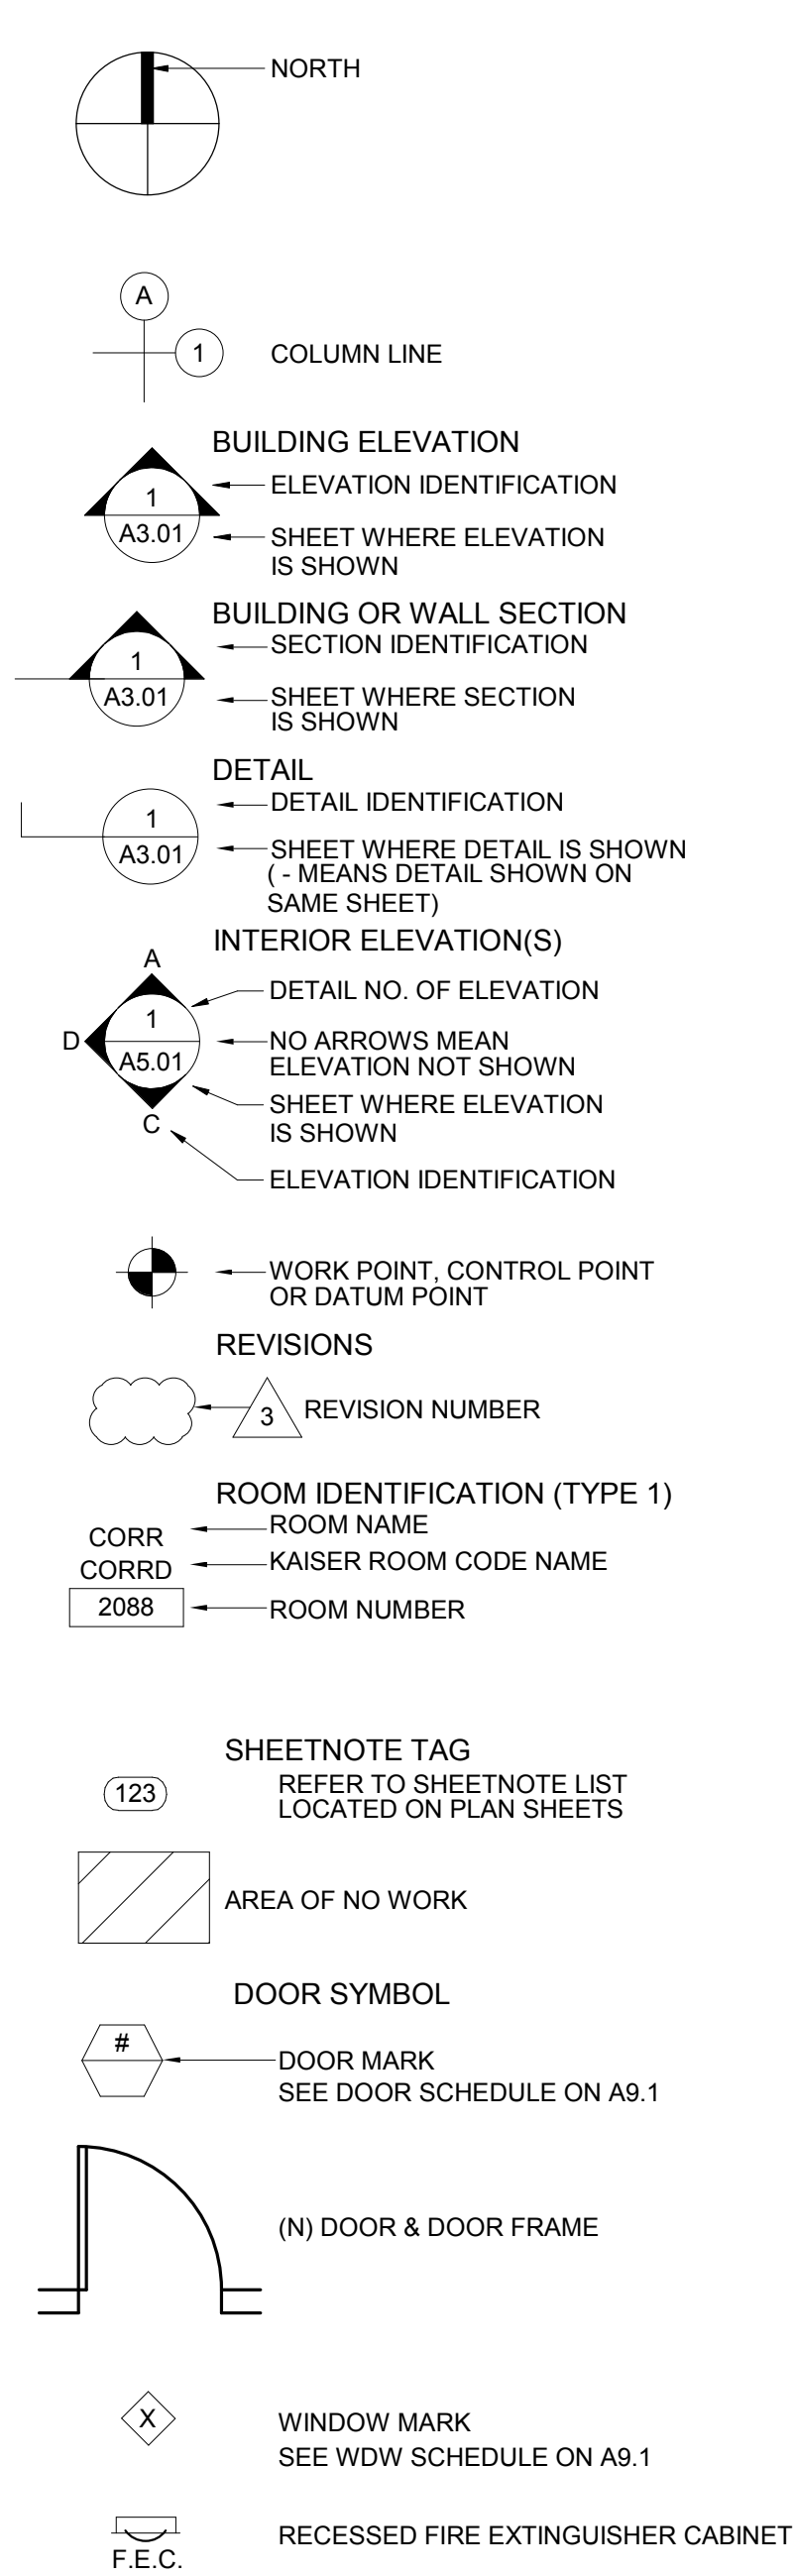 NORTH
A
1
COLUMN LINE
BUILDING ELEVATION
1
ELEVATION IDENTIFICATION
A3.01
SHEET WHERE ELEVATION
IS SHOWN
BUILDING OR WALL SECTION
1
SECTION IDENTIFICATION
A3.01
SHEET WHERE SECTION
IS SHOWN
DETAIL
1
DETAIL IDENTIFICATION
A3.01
SHEET WHERE DETAIL IS SHOWN
( - MEANS DETAIL SHOWN ON
SAME SHEET)
INTERIOR ELEVATION(S)
A
DETAIL NO. OF ELEVATION
1
D
NO ARROWS MEAN
ELEVATION NOT SHOWN
A5.01
SHEET WHERE ELEVATION
IS SHOWN
C
ELEVATION IDENTIFICATION
WORK POINT, CONTROL POINT
OR DATUM POINT
REVISIONS
3
REVISION NUMBER
ROOM IDENTIFICATION (TYPE 1)
CORR
ROOM NAME
CORRD
KAISER ROOM CODE NAME
2088
ROOM NUMBER
SHEETNOTE TAG
123
REFER TO SHEETNOTE LIST
LOCATED ON PLAN SHEETS
AREA OF NO WORK
DOOR SYMBOL
#
DOOR MARK
SEE DOOR SCHEDULE ON A9.1
(N) DOOR & DOOR FRAME
X
WINDOW MARK
SEE WDW SCHEDULE ON A9.1
RECESSED FIRE EXTINGUISHER CABINET
F.E.C.